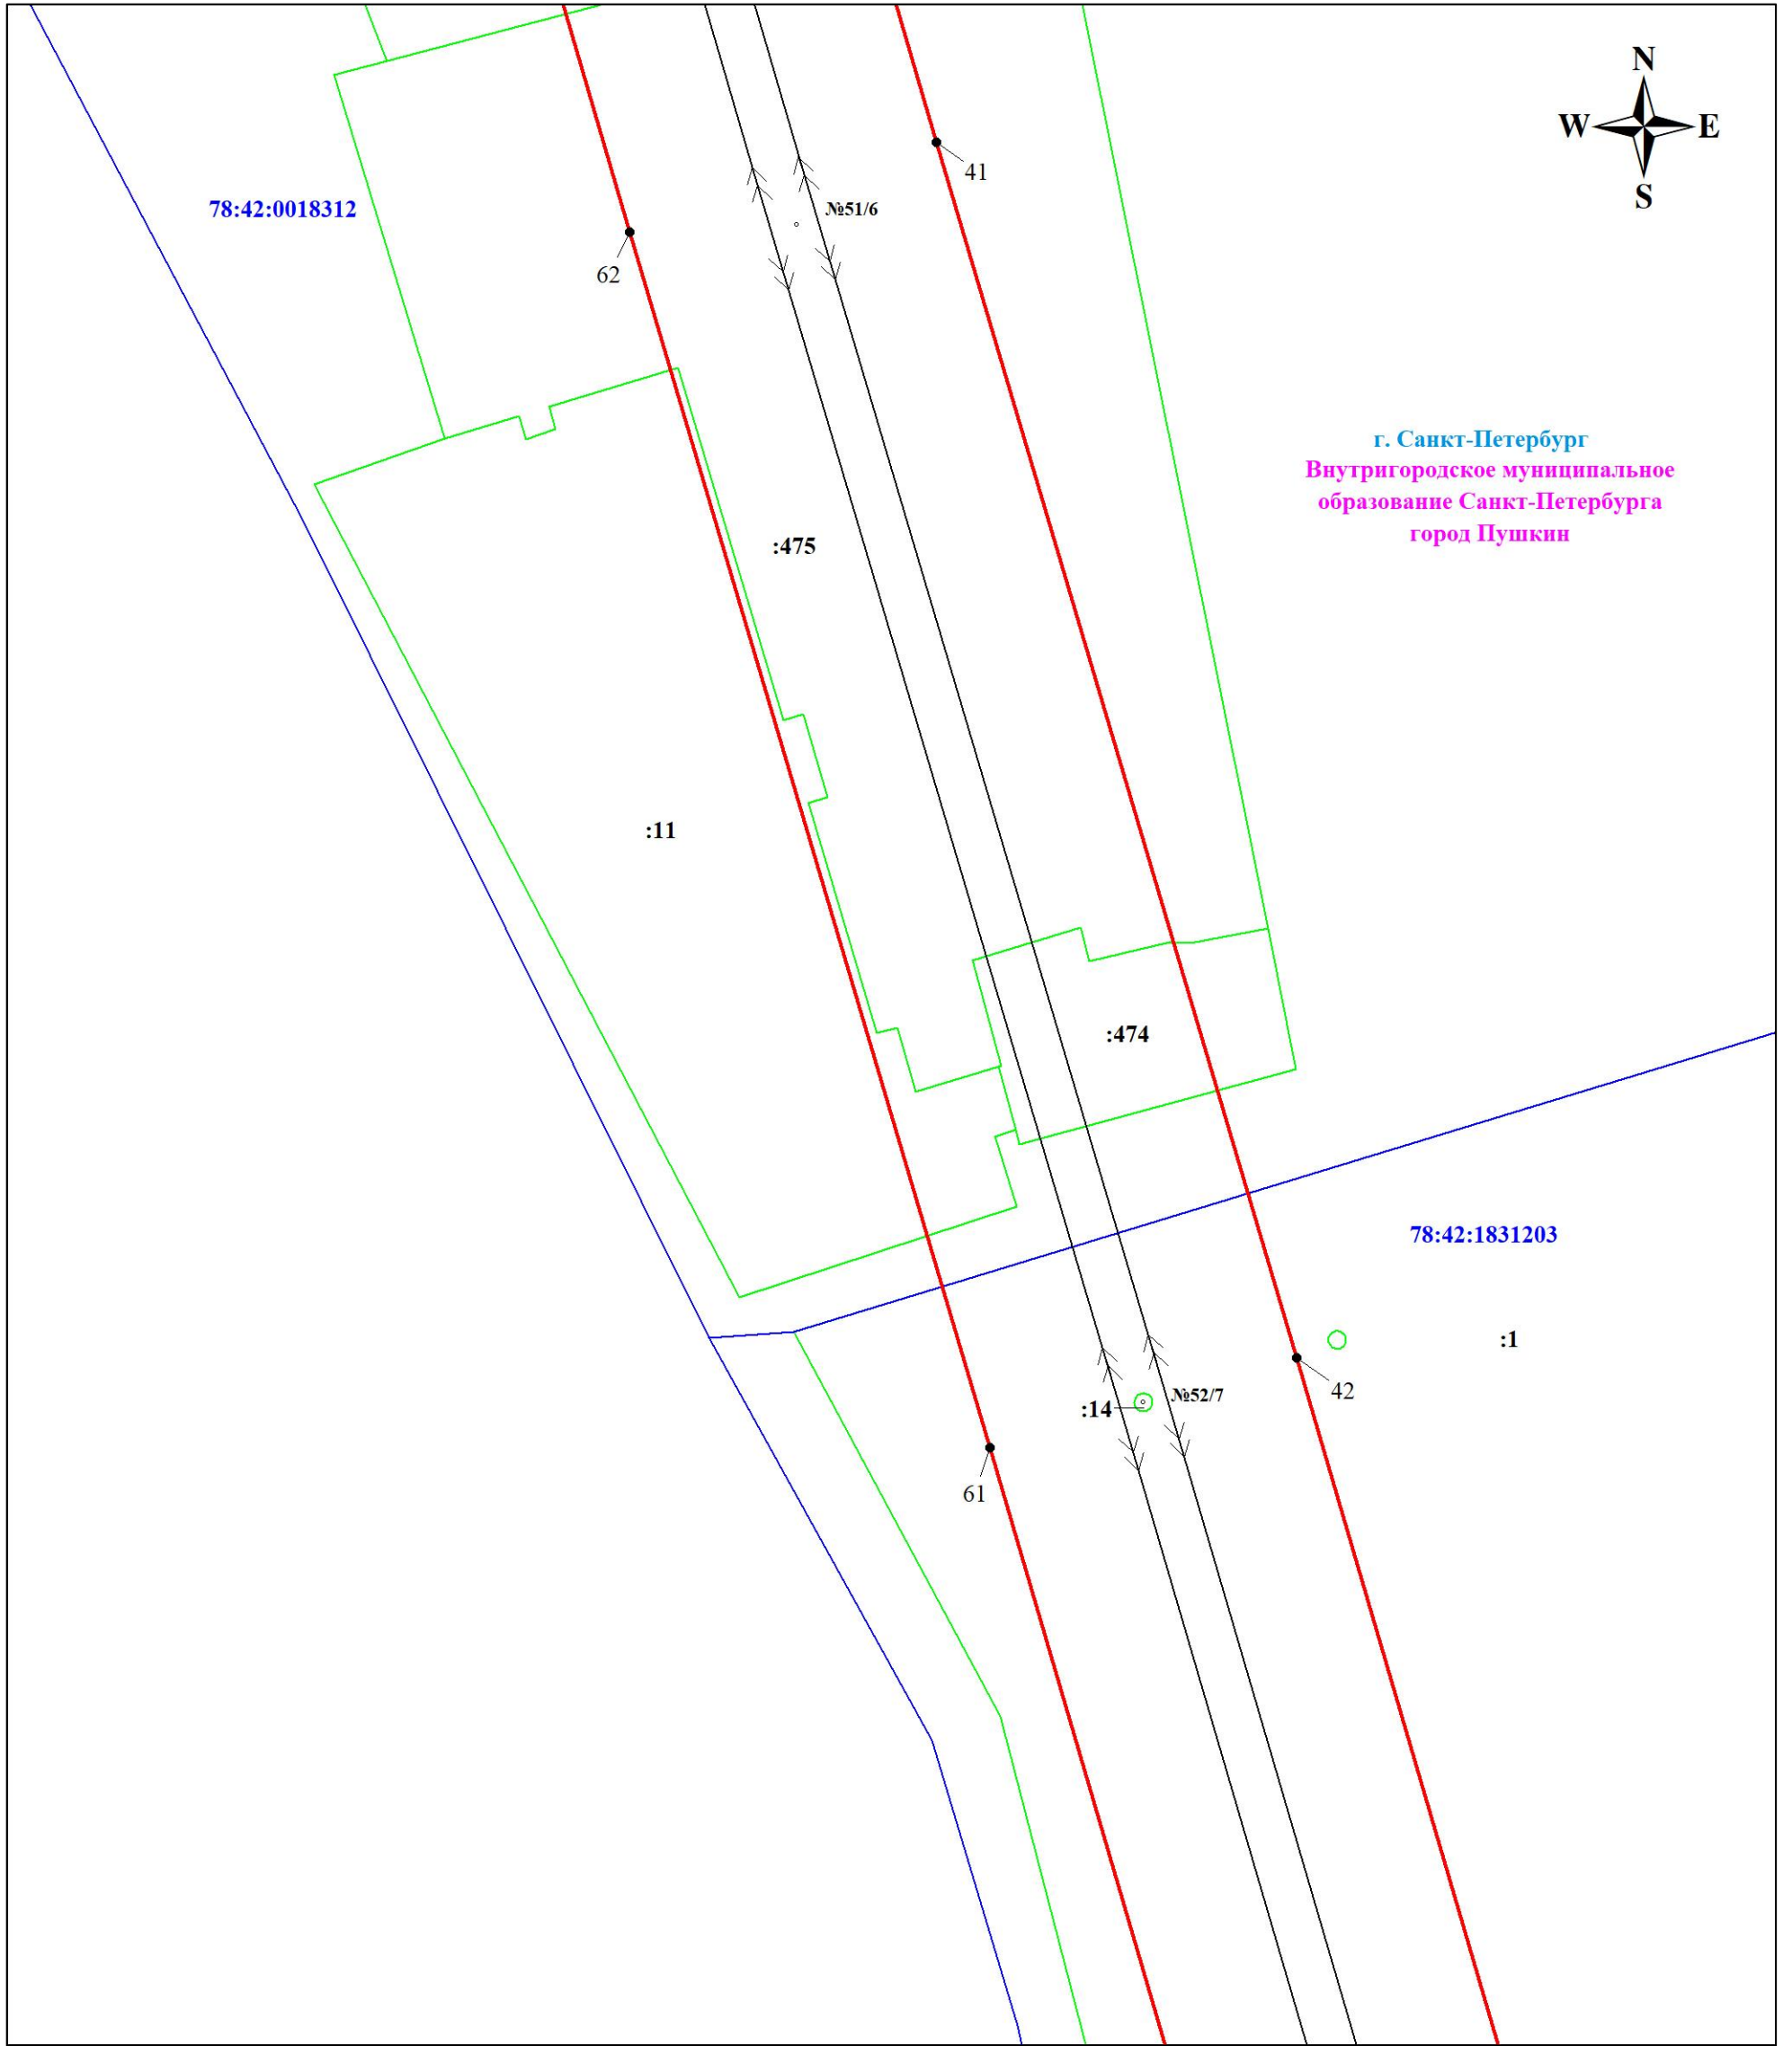 N
W E
S
41
78:42:0018312
№51/6
62
г. Санкт-Петербург
Внутригородское муниципальное
образование Санкт-Петербурга
город Пушкин
:475
:11
:474
78:42:1831203
:1
42
№52/7
:14
61